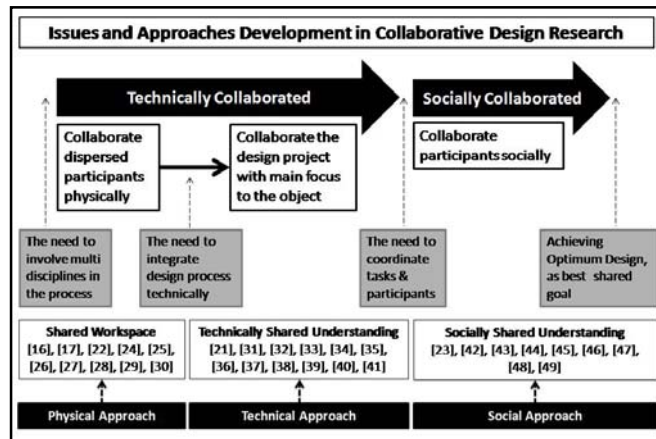 Issues and Approaches Development in Collaborative Design Research
Technically Collaborated
Socially Collaborated
Collaborate
dispersed
participants
physically
Collaborate the
design project
with main focus
to the object
Collaborate
participants socially
The need to
involve multi
disciplines in
the process
The need to
integrate
design process
technically
The need to
coordinate
tasks &
participants
Achieving
Optimum Design,
as best shared
goal
Shared Workspace
[16], [17], [22], [24], [25],
[26], [27], [28], [29], [30]
Technically Shared Understanding
[21], [31], [32], [33], [34], [35],
[36], [37], [38], [39], [40], [41]
Socially Shared Understanding
[23], [42], [43], [44], [45], [46], [47],
[48], [49]
Physical Approach
Technical Approach
Social Approach